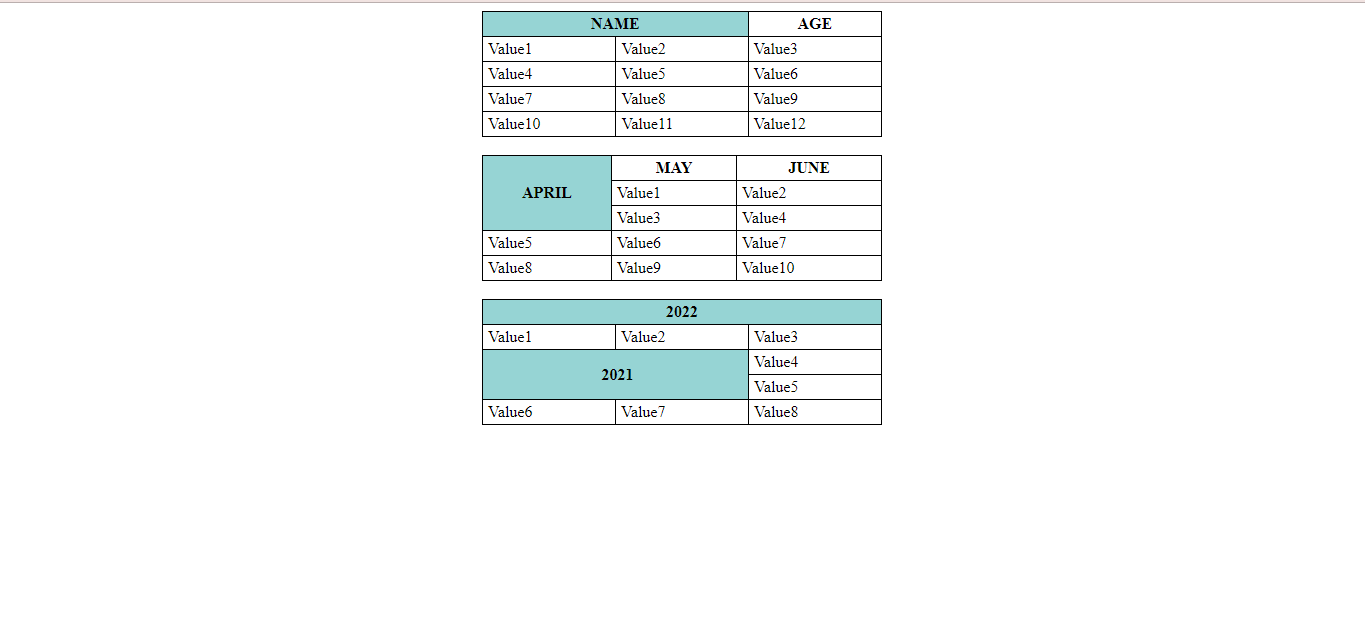 NAME AGE
Value1 Value2 Value3
Value4 Value5 Value6
Value7 Value8 Value9
Value10 Value11 Value12
APRIL MAY JUNE
Value1 Value2
Value3 Value4
Value5 Value6 Value7
Value8 Value9 Value10
2022
Value1 Value2 Value3
2021 Value4
Value5
Value6 Value7 Value8